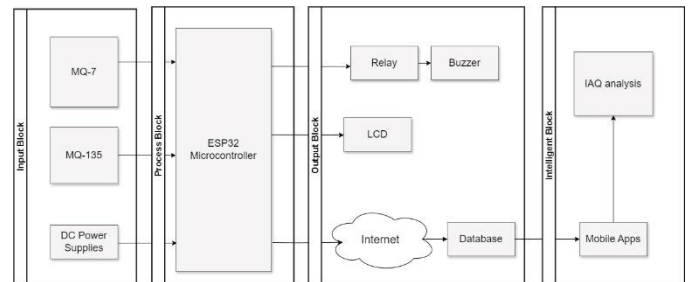 Input Block
MQ-7
MQ-135
DC Power
Supplies
Process Block
ESP32
Microcontroller
Output Block
Relay
Buzzer
LCD
Internet
Database
Intelligent Block
IAQ analysis
Mobile Apps